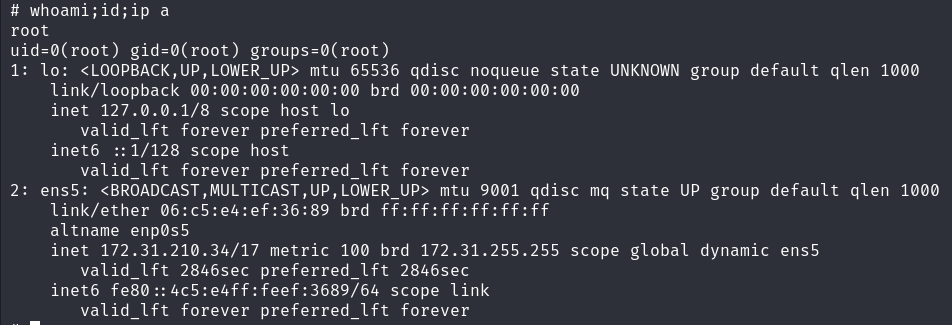 # whoami;id;ip a
root
uid=0(root) gid=0(root) groups=0(root)
1: lo: <LOOPBACK,UP,LOWER_UP> mtu 65536 qdisc noqueue state UNKNOWN group default qlen 1000
    link/loopback 00:00:00:00:00:00 brd 00:00:00:00:00:00
    inet 127.0.0.1/8 scope host lo
       valid_lft forever preferred_lft forever
    inet6 ::1/128 scope host
       valid_lft forever preferred_lft forever
2: ens5: <BROADCAST,MULTICAST,UP,LOWER_UP> mtu 9001 qdisc mq state UP group default qlen 1000
    link/ether 06:c5:e4:ef:36:89 brd ff:ff:ff:ff:ff:ff
    altname enp0s5
    inet 172.31.210.34/17 metric 100 brd 172.31.255.255 scope global dynamic ens5
       valid_lft 2846sec preferred_lft 2846sec
    inet6 fe80::4c5:e4ff:feef:3689/64 scope link
       valid_lft forever preferred_lft forever
#